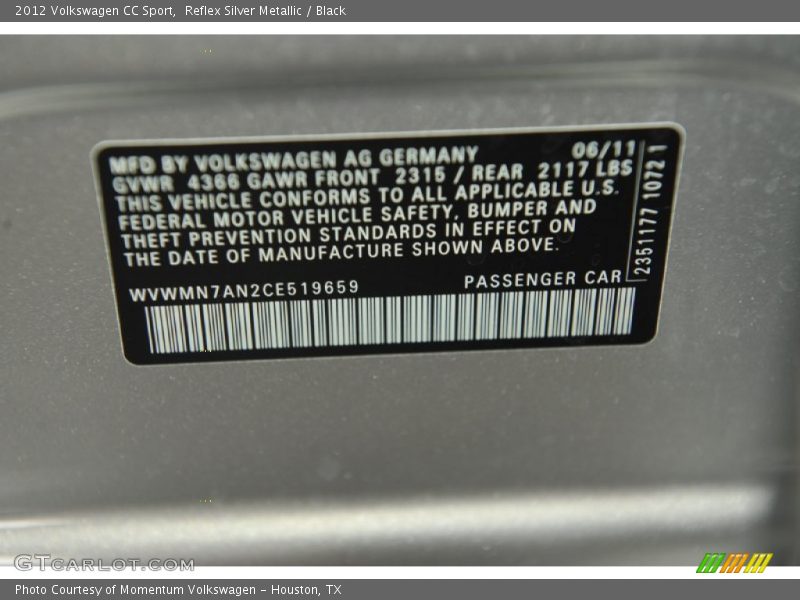 2012 Volkswagen CC Sport,  Reflex Silver Metallic / Black
MFD BY VOLKSWAGEN AG GERMANY 06/11
GVWR 4366 GAWR FRONT 2315 / REAR 2117 LBS
THIS VEHICLE CONFORMS TO ALL APPLICABLE U.S.
FEDERAL MOTOR VEHICLE SAFETY, BUMPER AND
THEFT PREVENTION STANDARDS IN EFFECT ON
THE DATE OF MANUFACTURE SHOWN ABOVE.
2351177 1072 1
WVWMN7AN2CE519659 PASSENGER CAR
GTCARLOT.COM
Photo Courtesy of Momentum Volkswagen - Houston, TX